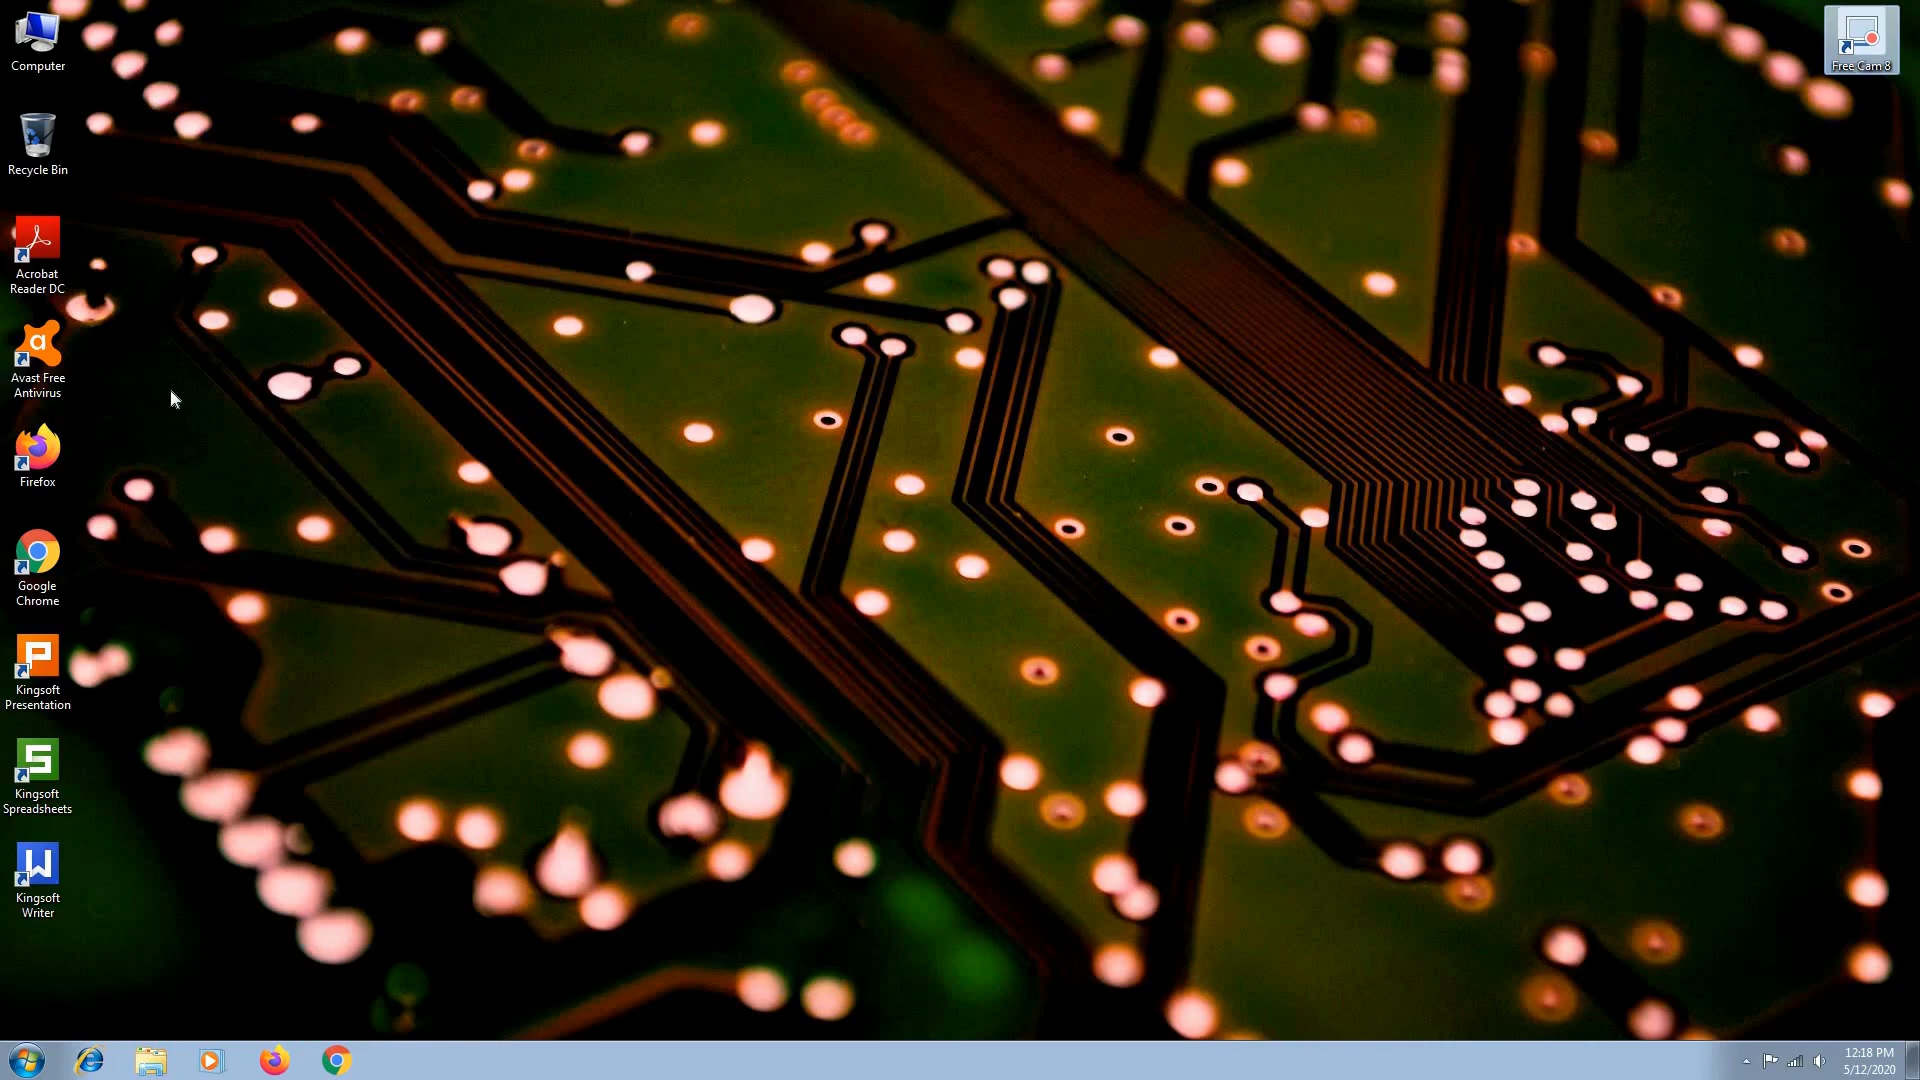 Computer
Recycle Bin
Acrobat
Reader DC
Avast Free
Antivirus
Firefox
Google
Chrome
Kingsoft
Presentation
Kingsoft
Spreadsheets
Kingsoft
Writer
Free Cam 8
12:18 PM
5/12/2020